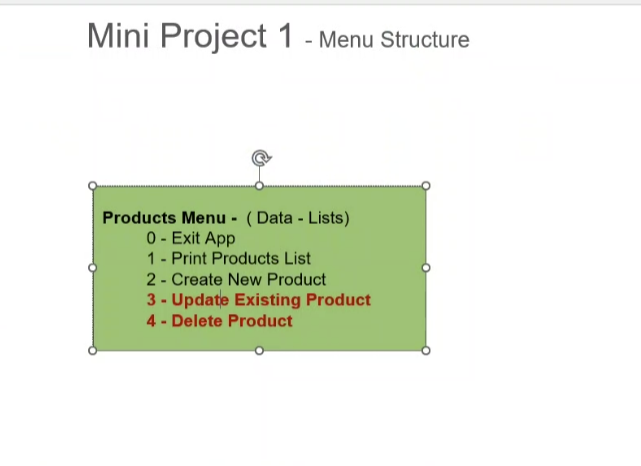 Mini Project 1 - Menu Structure
Products Menu - ( Data - Lists)
0 - Exit App
1 - Print Products List
2 - Create New Product
3 - Update Existing Product
4 - Delete Product